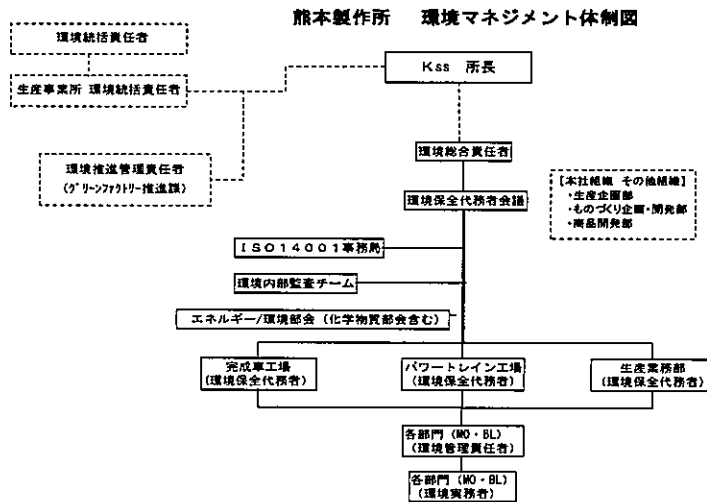 熊本製作所 環境マネジメント体制図
環境統括責任者
生産事業所 環境統括責任者
Kss 所長
環境推進管理責任者
(グリーンファクトリー推進課)
環境総合責任者
環境保全代務者会議
【本社組織 その他組織】
・生産企画部
・ものづくり企画・開発部
・商品開発部
ISO14001事務局
環境内部監査チーム
エネルギー/環境部会 (化学物質部会含む)
完成車工場
(環境保全代務者)
パワートレイン工場
(環境保全代務者)
生産業務部
(環境保全代務者)
各部門 (MO・BL)
(環境管理責任者)
各部門 (MO・BL)
(環境実務者)